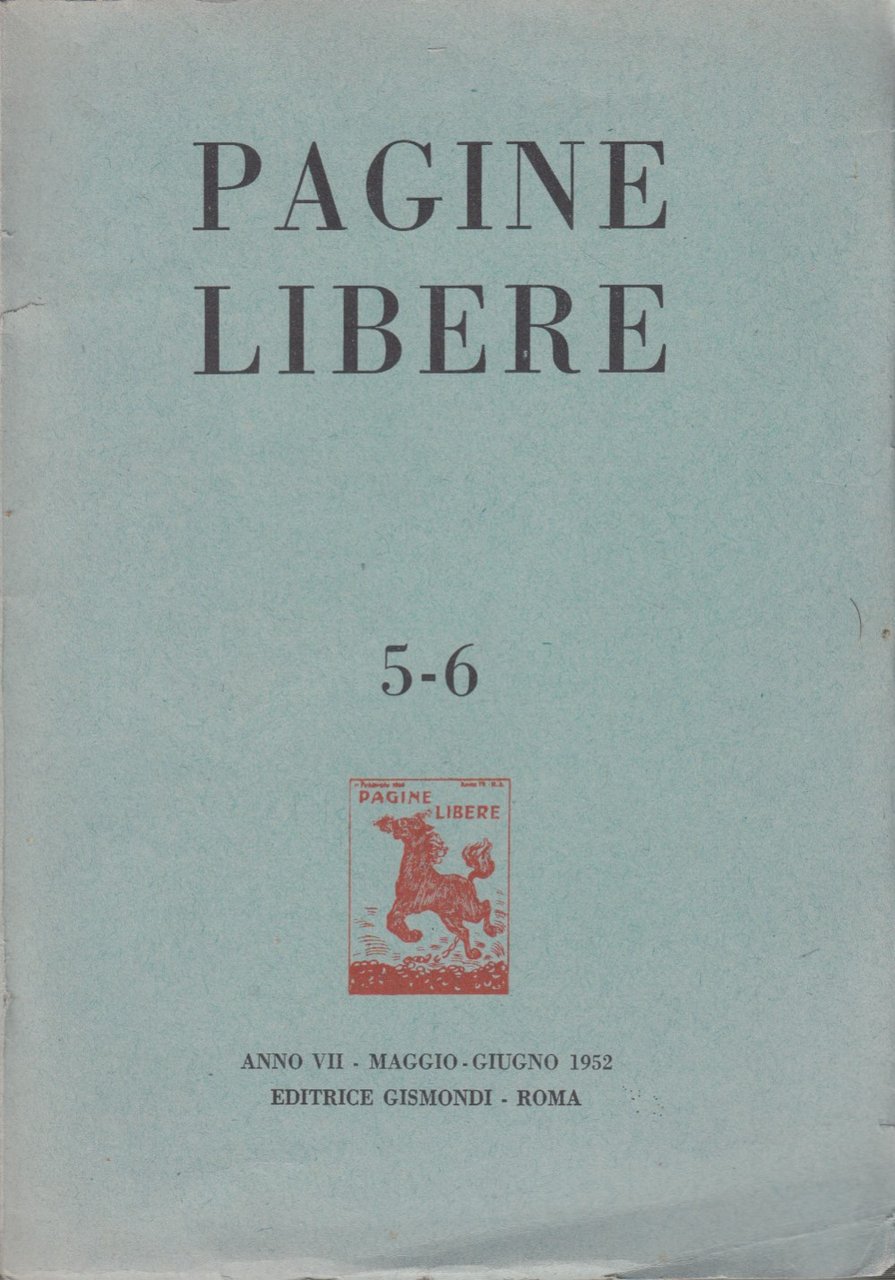 PAGINE
LIBERE
5-6
PAGINE
LIBERE
ANNO VII - MAGGIO-GIUGNO 1952
EDITRICE GISMONDI - ROMA